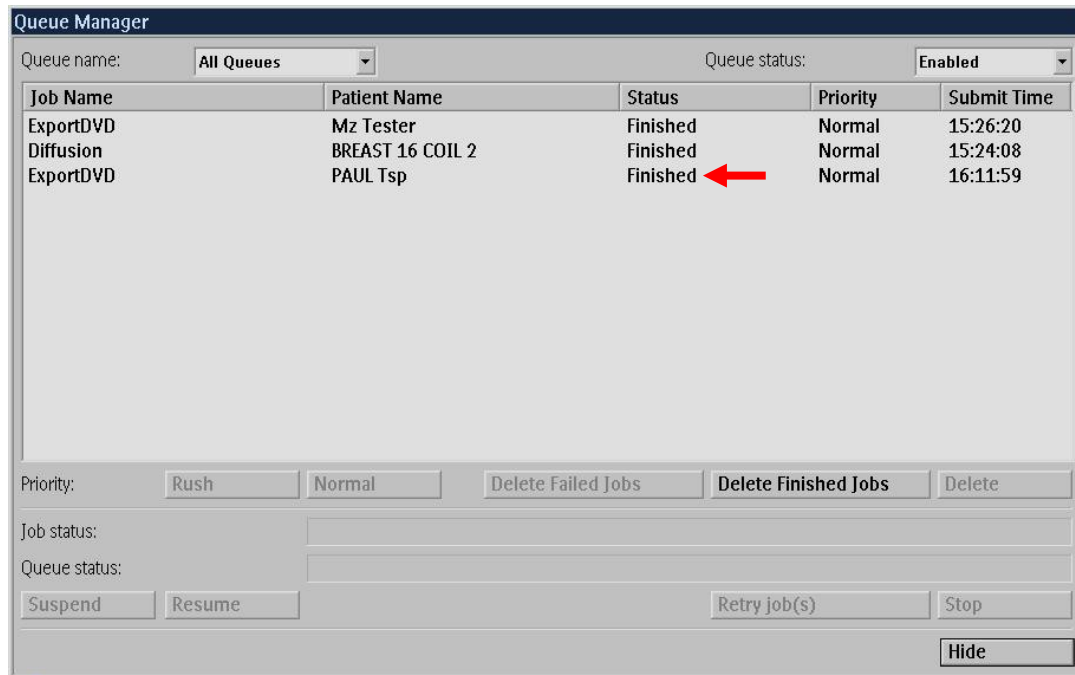 Queue Manager
Queue name: All Queues Queue status: Enabled
Job Name Patient Name Status Priority Submit Time
ExportDVD Mz Tester Finished Normal 15:26:20
Diffusion BREAST 16 COIL 2 Finished Normal 15:24:08
ExportDVD PAUL Tsp Finished Normal 16:11:59
Priority: Rush Normal Delete Failed Jobs Delete Finished Jobs Delete
Job status:
Queue status:
Suspend Resume Retry job(s) Stop
Hide